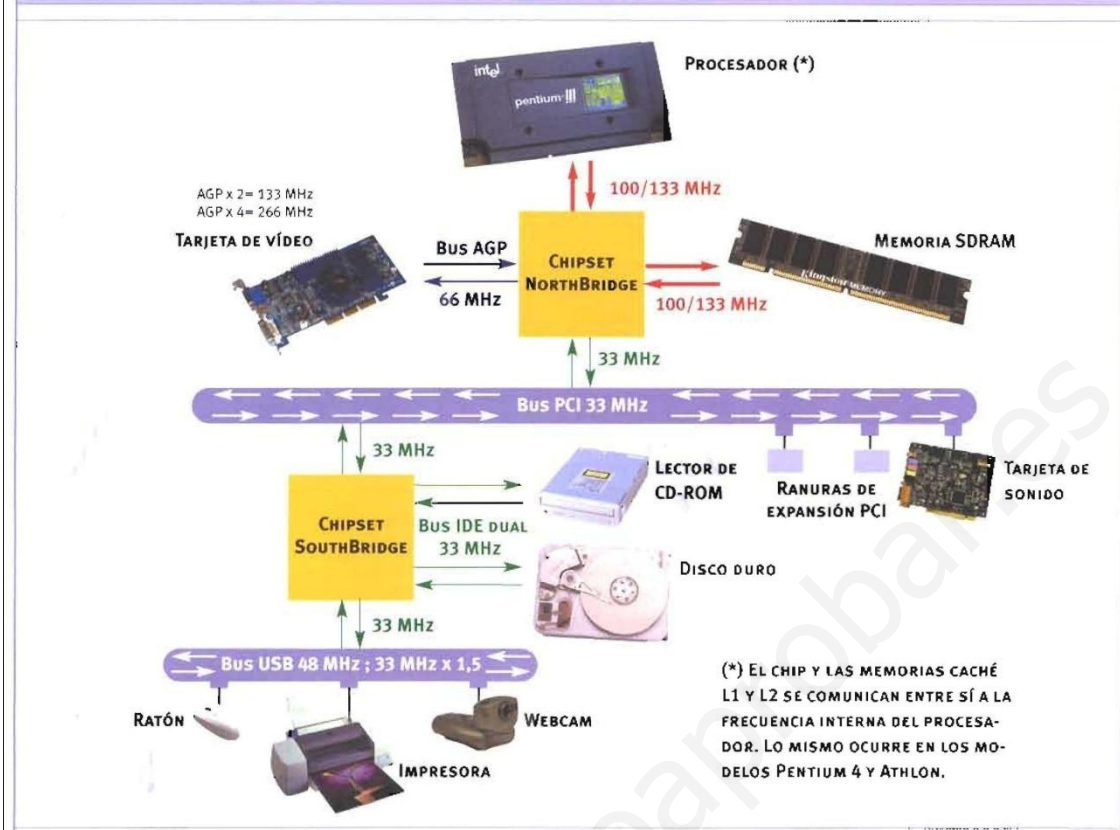 intel
pentium III
PROCESADOR (*)
100/133 MHz
AGP x 2= 133 MHz
AGP x 4= 266 MHz
TARJETA DE VÍDEO
BUS AGP
66 MHz
CHIPSET
NORTHBRIDGE
MEMORIA SDRAM
Kingston MEMORY
100/133 MHz
33 MHz
Bus PCI 33 MHz
33 MHz
LECTOR DE
CD-ROM
RANURAS DE
EXPANSIÓN PCI
TARJETA DE
SONIDO
CHIPSET
SOUTHBRIDGE
BUS IDE DUAL
33 MHz
DISCO DURO
33 MHz
Bus USB 48 MHz ; 33 MHz x 1,5
RATÓN
IMPRESORA
WEBCAM
(*) EL CHIP Y LAS MEMORIAS CACHÉ
L1 Y L2 SE COMUNICAN ENTRE SÍ A LA
FRECUENCIA INTERNA DEL PROCESA-
DOR. LO MISMO OCURRE EN LOS MO-
DELOS PENTIUM 4 Y ATHLON.